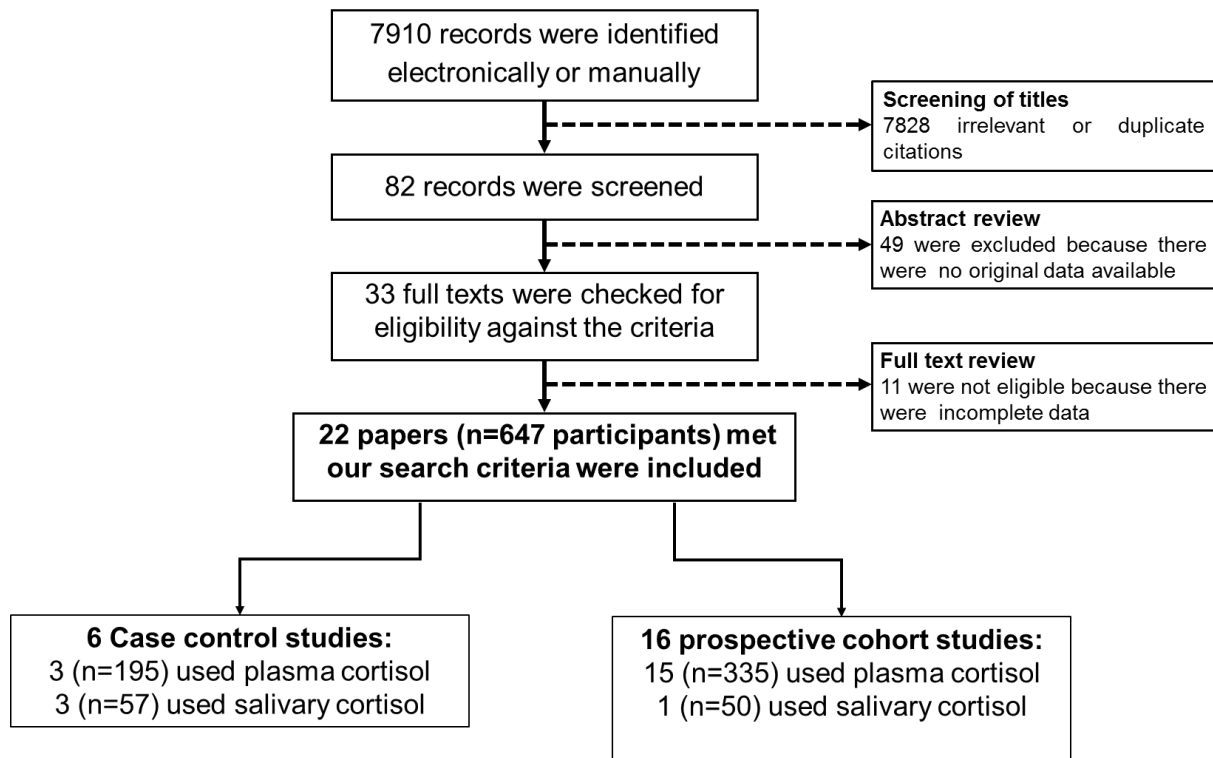 7910 records were identified
electronically or manually
Screening of titles
7828 irrelevant or duplicate
citations
82 records were screened
Abstract review
49 were excluded because there
were no original data available
33 full texts were checked for
eligibility against the criteria
Full text review
11 were not eligible because there
were incomplete data
22 papers (n=647 participants) met
our search criteria were included
6 Case control studies:
3 (n=195) used plasma cortisol
3 (n=57) used salivary cortisol
16 prospective cohort studies:
15 (n=335) used plasma cortisol
1 (n=50) used salivary cortisol